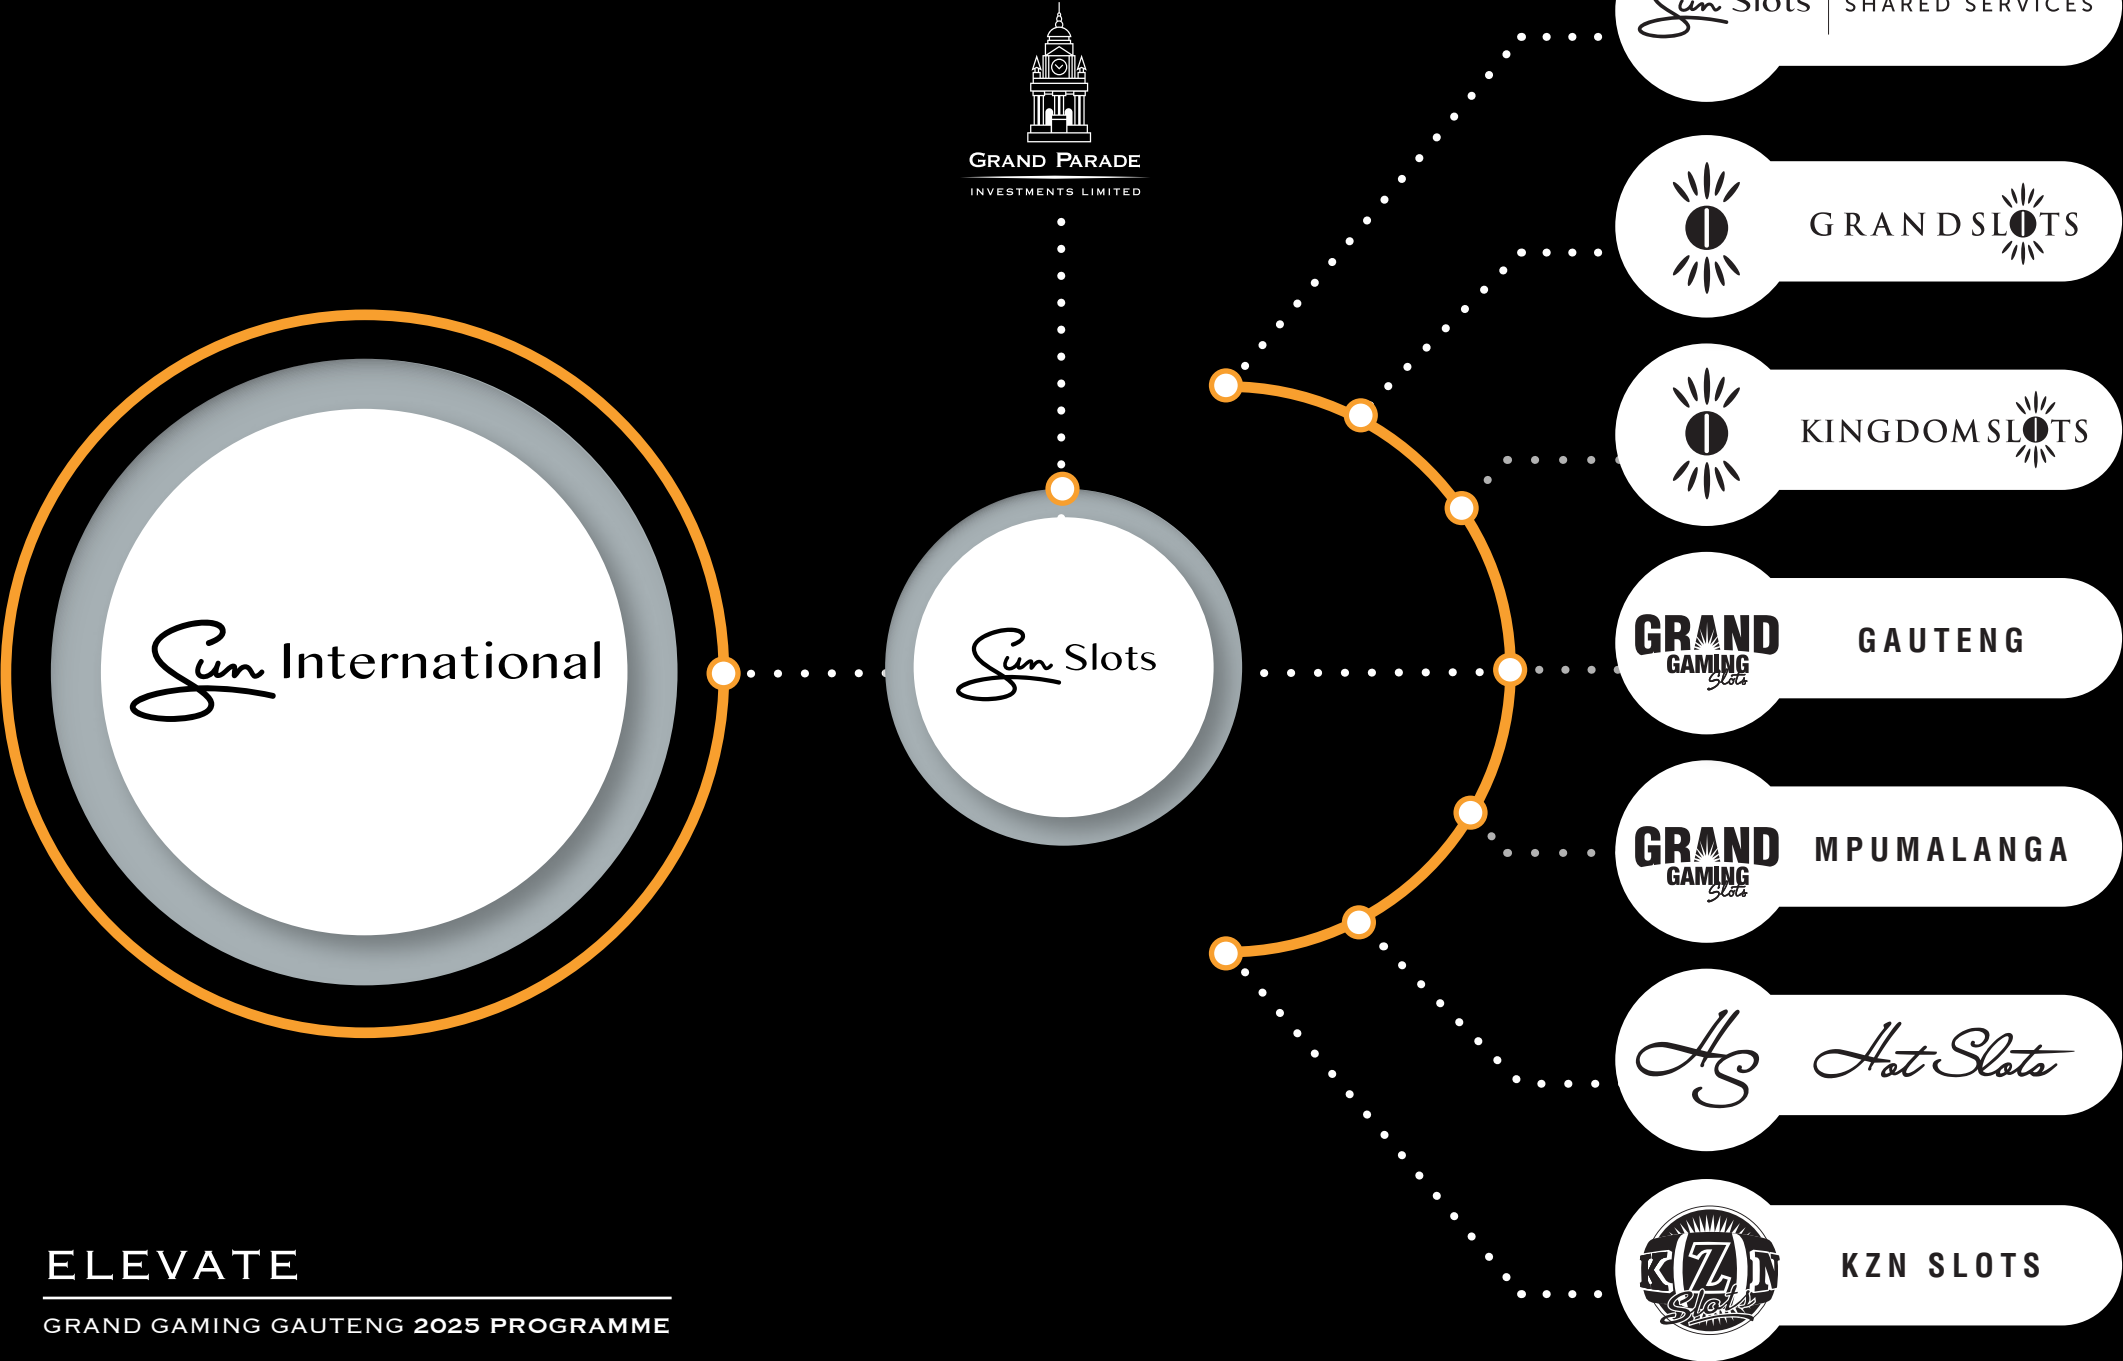 Sun Slots | SHARED SERVICES
GRAND PARADE
INVESTMENTS LIMITED
GRANDSLOTS
KINGDOMSLOTS
Sun International
Sun Slots
GRAND
GAMING
Slots
GAUTENG
GRAND
GAMING
Slots
MPUMALANGA
HS
Hot Slots
KZN
Slots
KZN SLOTS
ELEVATE
GRAND GAMING GAUTENG 2025 PROGRAMME